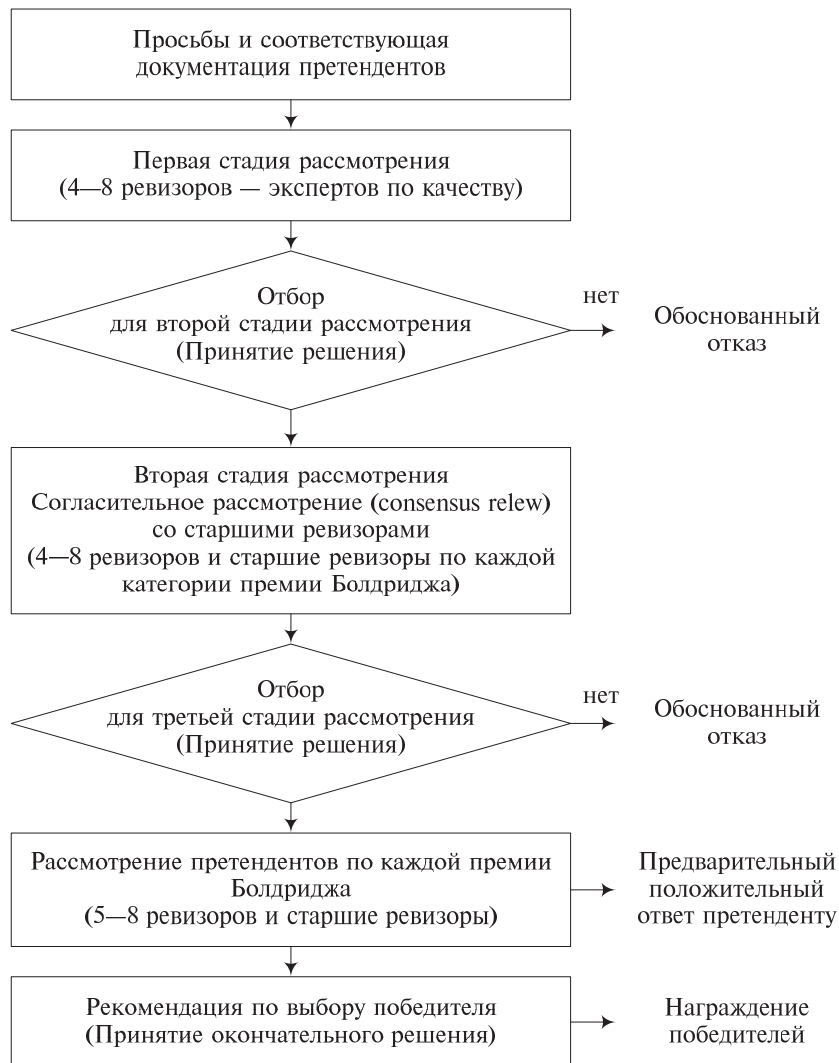 Просьбы и соответствующая
документация претендентов
Первая стадия рассмотрения
(4—8 ревизоров — экспертов по качеству)
Отбор
для второй стадии рассмотрения
(Принятие решения)
нет
Обоснованный
отказ
Вторая стадия рассмотрения
Согласительное рассмотрение (consensus relew)
со старшими ревизорами
(4—8 ревизоров и старшие ревизоры по каждой
категории премии Болдриджа)
Отбор
для третьей стадии рассмотрения
(Принятие решения)
нет
Обоснованный
отказ
Рассмотрение претендентов по каждой премии
Болдриджа
(5—8 ревизоров и старшие ревизоры)
Предварительный
положительный
ответ претенденту
Рекомендация по выбору победителя
(Принятие окончательного решения)
Награждение
победителей